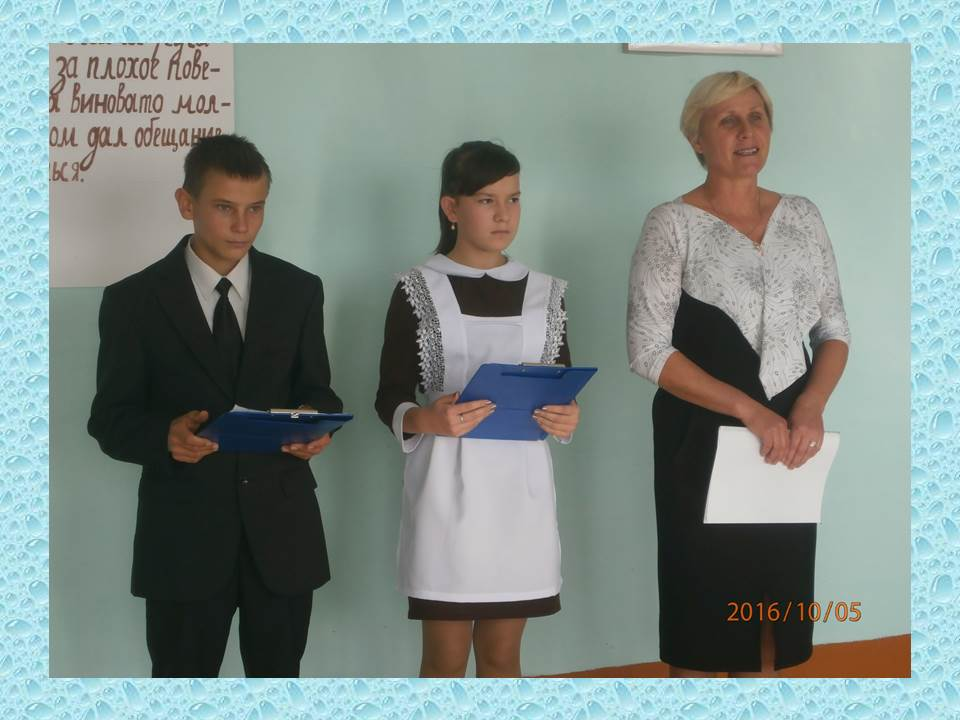 за плохое пове-
виновато мол-
ом дал обещание
ься.
2016/10/05